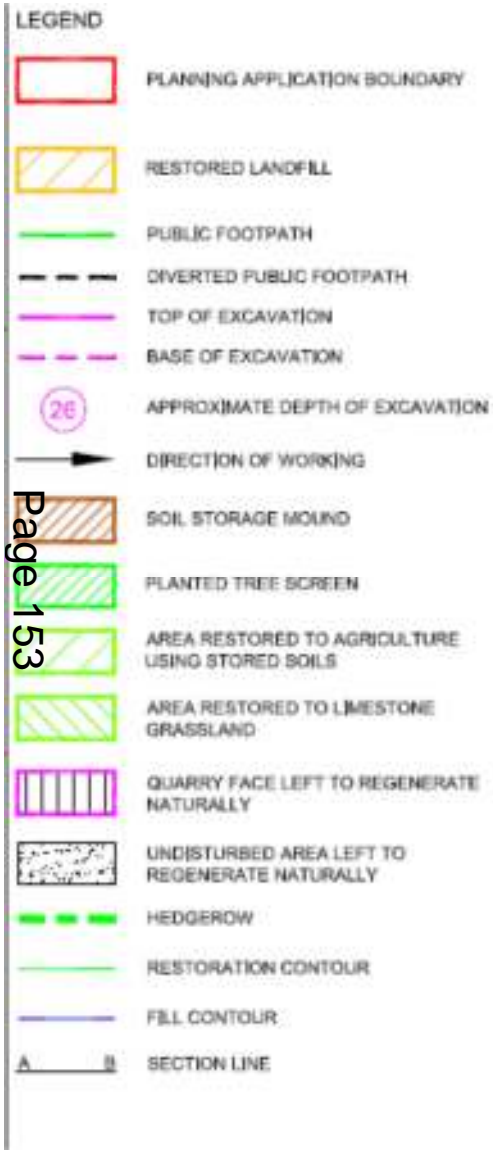 LEGEND
PLANNING APPLICATION BOUNDARY
RESTORED LANDFILL
PUBLIC FOOTPATH
DIVERTED PUBLIC FOOTPATH
TOP OF EXCAVATION
BASE OF EXCAVATION
26
APPROXIMATE DEPTH OF EXCAVATION
DIRECTION OF WORKING
SOIL STORAGE MOUND
Page 153
PLANTED TREE SCREEN
AREA RESTORED TO AGRICULTURE
USING STORED SOILS
AREA RESTORED TO LIMESTONE
GRASSLAND
QUARRY FACE LEFT TO REGENERATE
NATURALLY
UNDISTURBED AREA LEFT TO
REGENERATE NATURALLY
HEDGEROW
RESTORATION CONTOUR
FILL CONTOUR
A B SECTION LINE